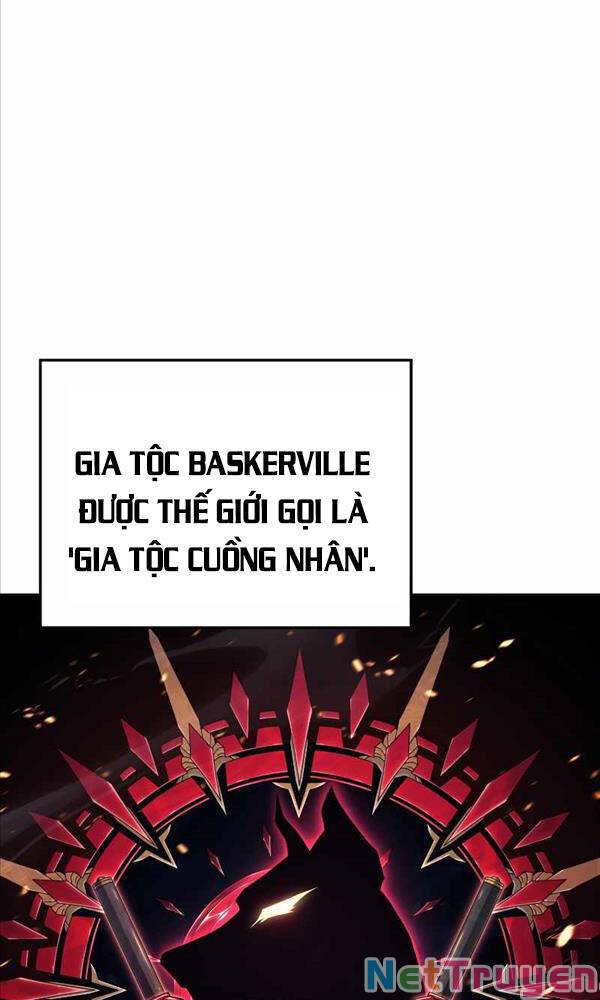 GIA TỘC BASKERVILLE
ĐƯỢC THẾ GIỚI GỌI LÀ
'GIA TỘC CUỒNG NHÂN'.
NetTruyen